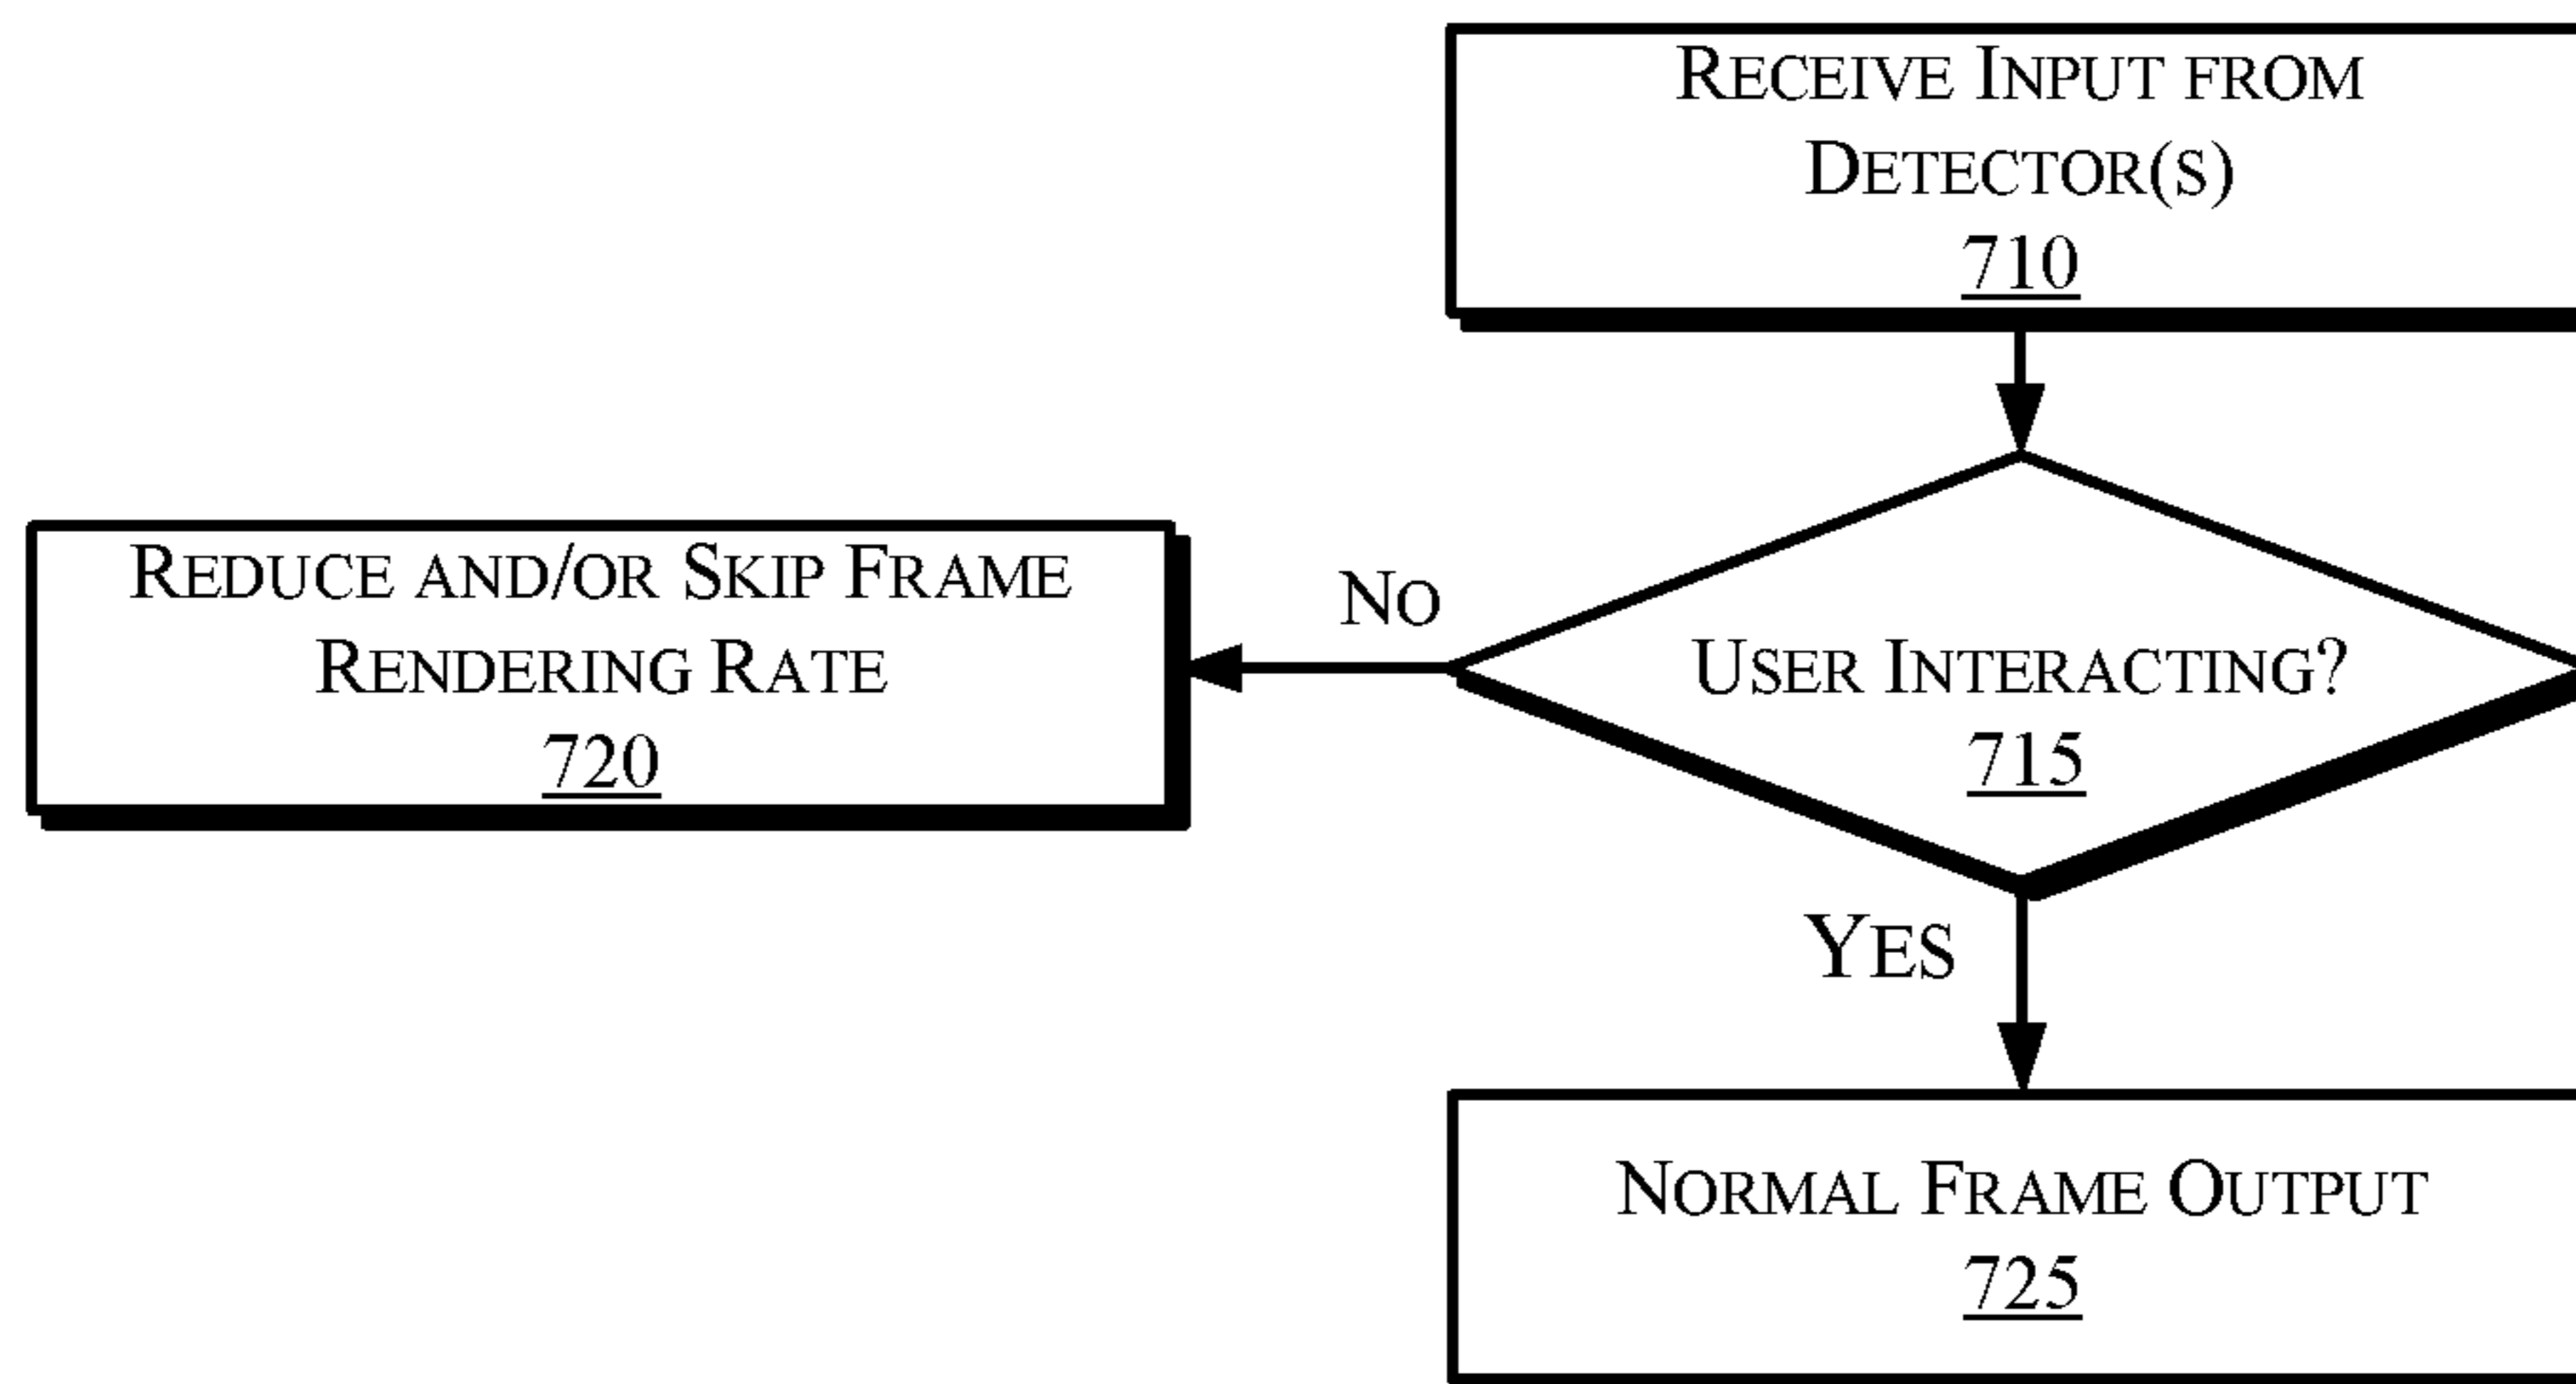 Receive Input from
Detector(s)
710
Reduce and/or Skip Frame
Rendering Rate
720
No
User Interacting?
715
Yes
Normal Frame Output
725